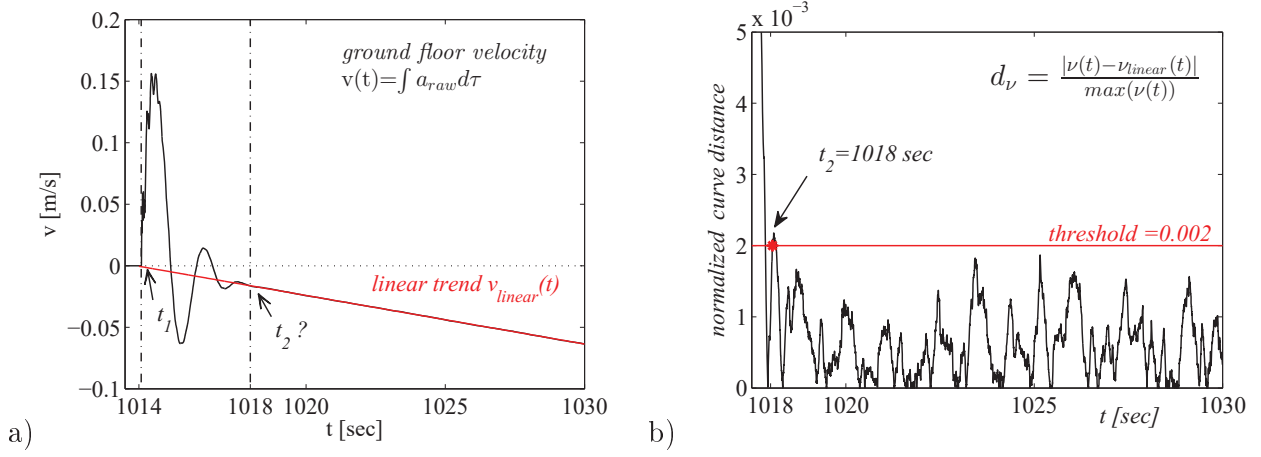 0.2
0.15
0.10
0.05
0
−0.05
−0.1
v [m/s]
ground floor velocity
v(t)=∫ a_raw dτ
linear trend v_linear(t)
t_1
t_2 ?
1014
1018
1020
1025
1030
t [sec]
a)
5 x 10^−3
4
3
2
1
0
normalized curve distance
d_ν = |ν(t)−ν_linear(t)| / max(ν(t))
t_2=1018 sec
threshold =0.002
1018
1020
1025
1030
t [sec]
b)